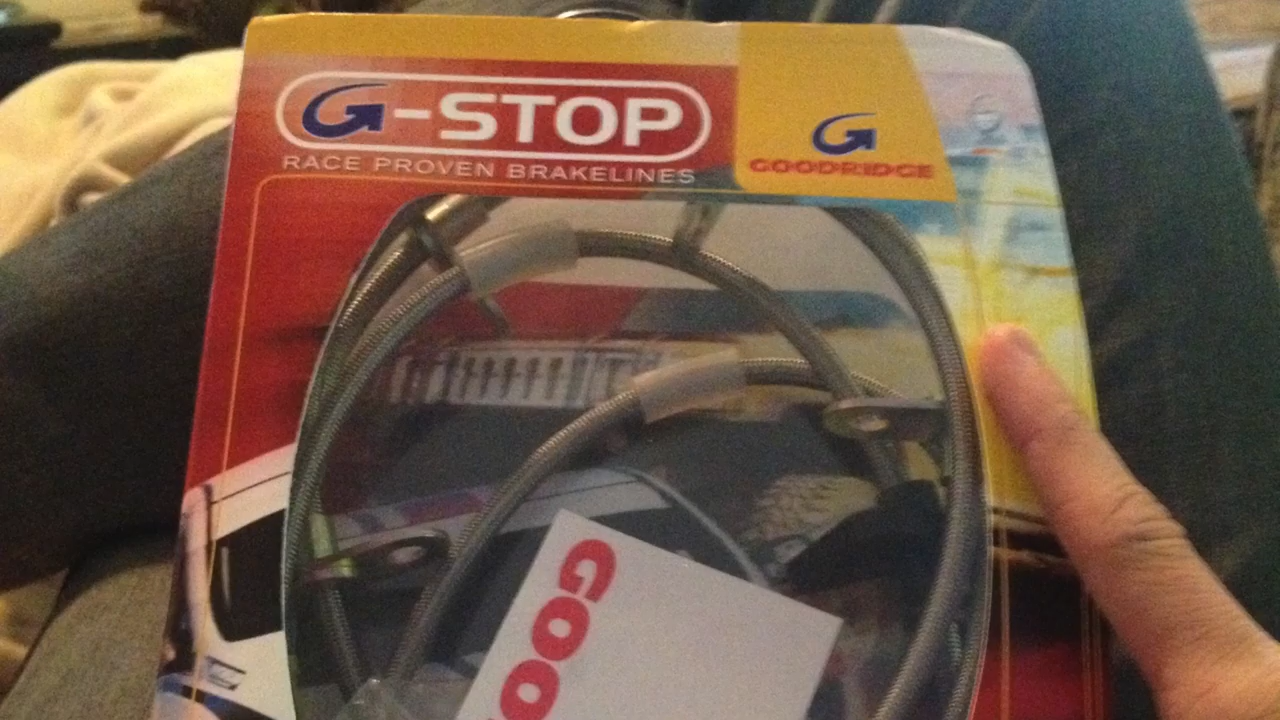 G-STOP
RACE PROVEN BRAKELINES
G
GOODRIDGE
GOO